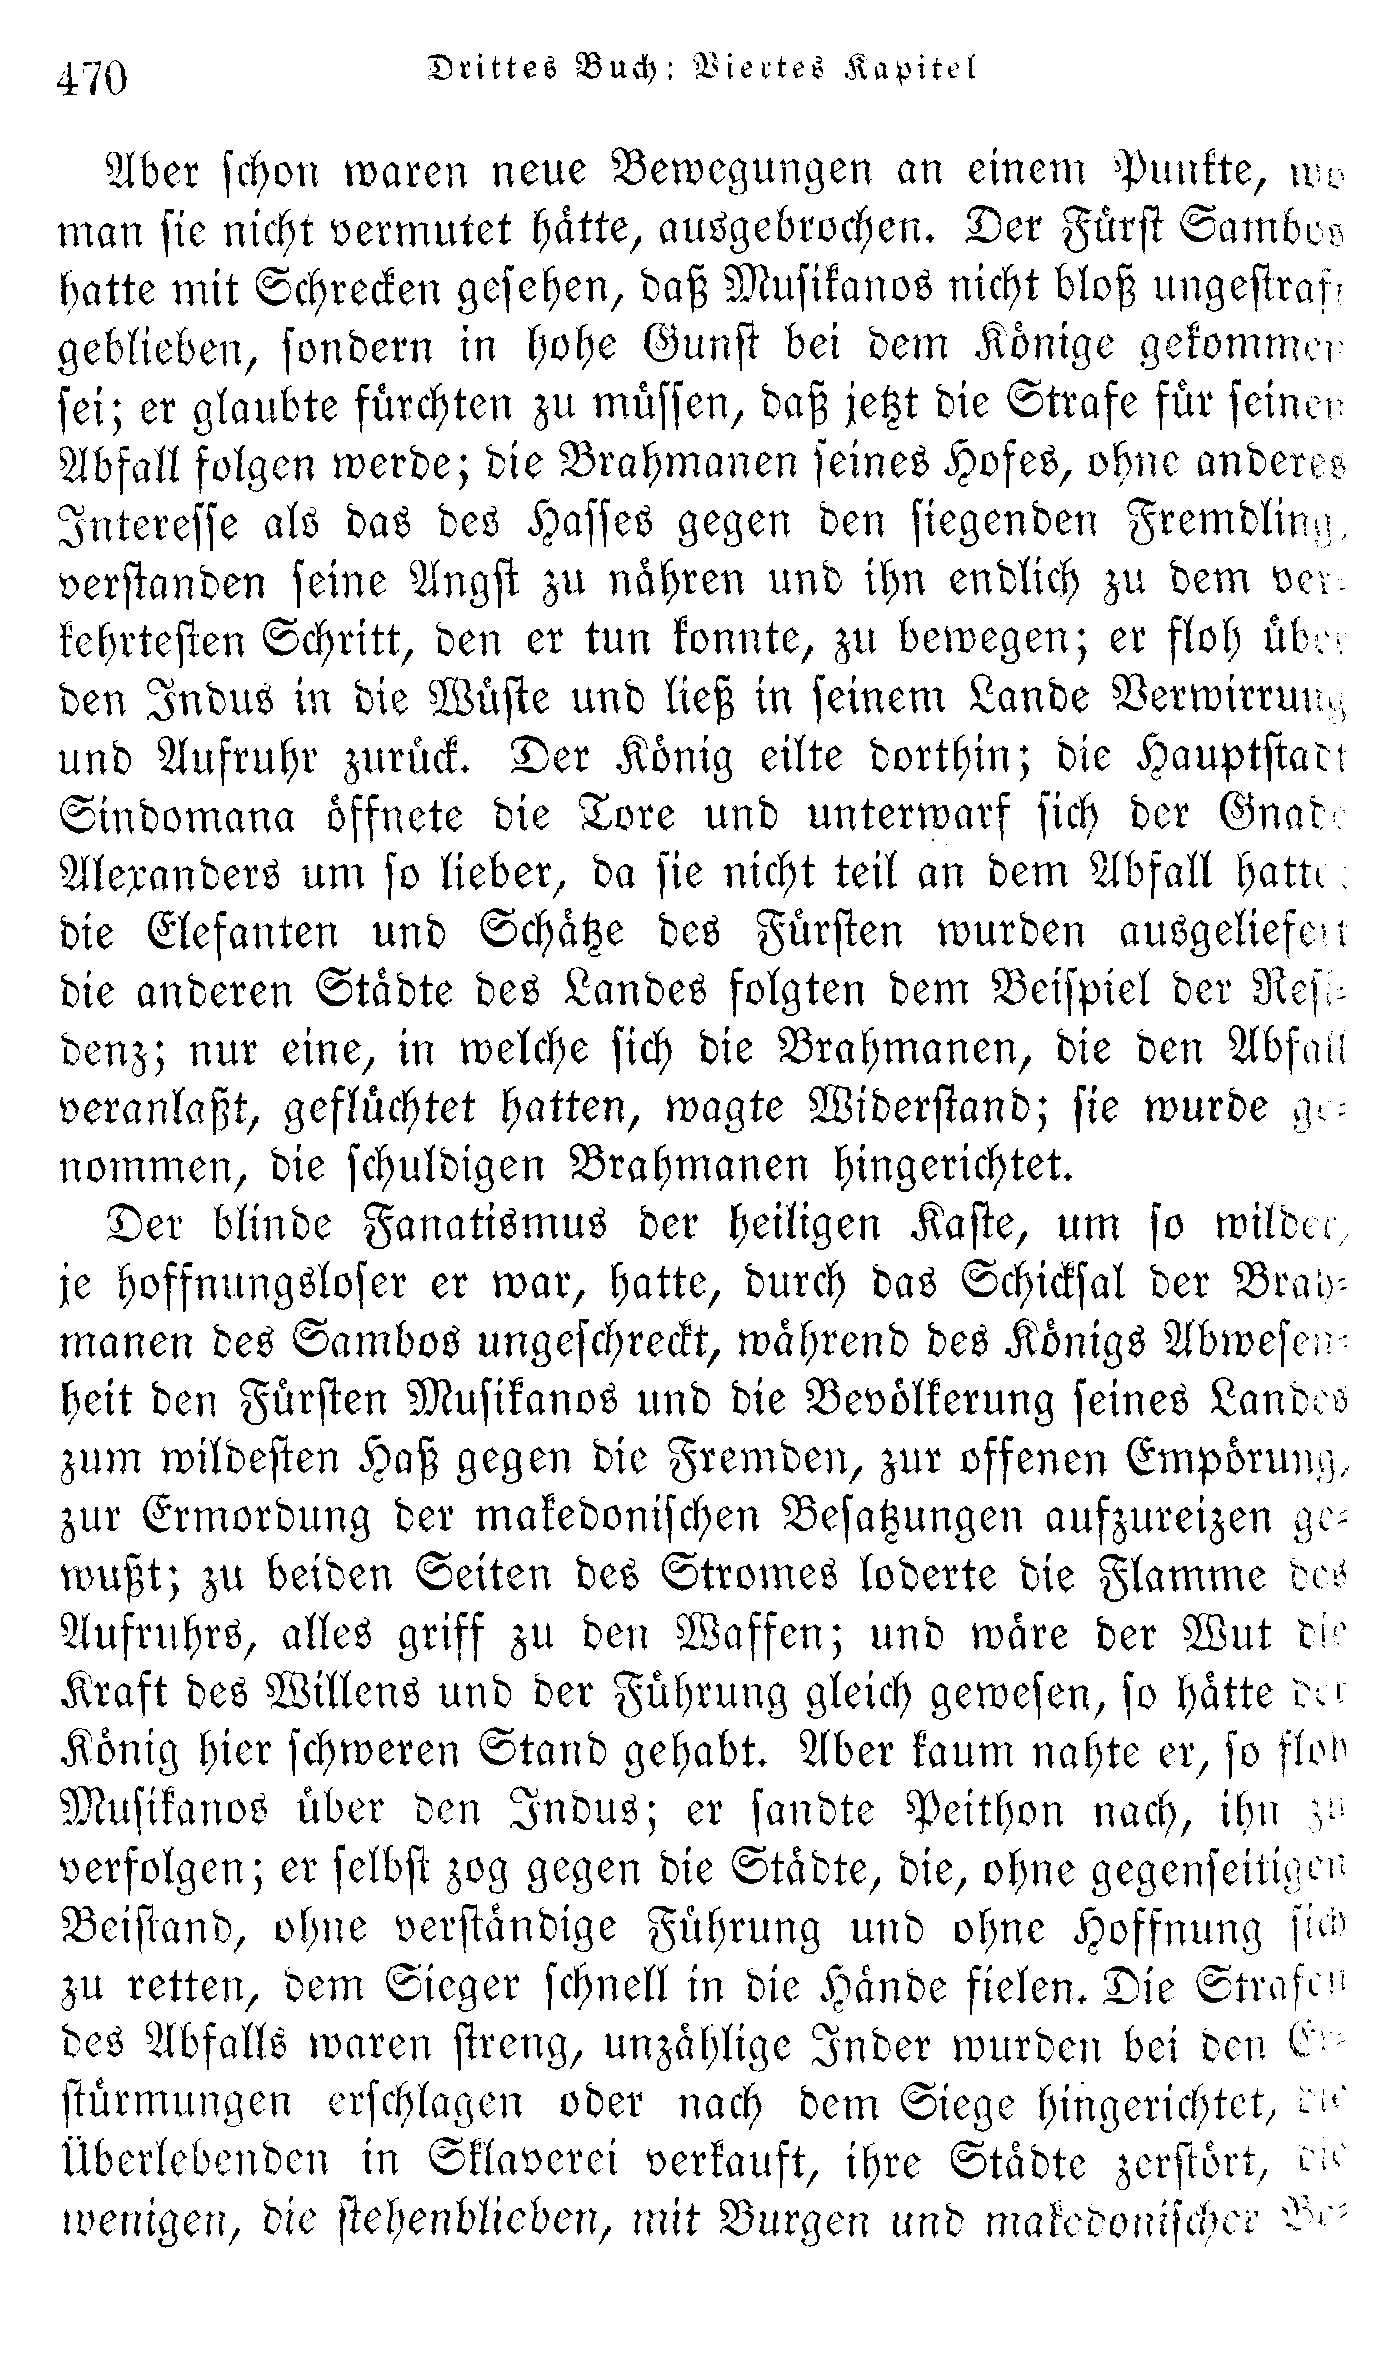 470
Drittes Buch: Viertes Kapitel
Aber schon waren neue Bewegungen an einem Punkte, wo
man sie nicht vermutet hätte, ausgebrochen. Der Fürst Sambos
hatte mit Schrecken gesehen, daß Musikanos nicht bloß ungestraft
geblieben, sondern in hohe Gunst bei dem Könige gekommen
sei; er glaubte fürchten zu müssen, daß jetzt die Strafe für seinen
Abfall folgen werde; die Brahmanen seines Hofes, ohne anderes
Interesse als das des Hasses gegen den siegenden Fremdling,
verstanden seine Angst zu nähren und ihn endlich zu dem ver-
kehrtesten Schritt, den er tun konnte, zu bewegen; er floh über
den Indus in die Wüste und ließ in seinem Lande Verwirrung
und Aufruhr zurück. Der König eilte dorthin; die Hauptstadt
Sindomana öffnete die Tore und unterwarf sich der Gnade
Alexanders um so lieber, da sie nicht teil an dem Abfall hatte;
die Elefanten und Schätze des Fürsten wurden ausgeliefert
die anderen Städte des Landes folgten dem Beispiel der Resi-
denz; nur eine, in welche sich die Brahmanen, die den Abfall
veranlaßt, geflüchtet hatten, wagte Widerstand; sie wurde ge-
nommen, die schuldigen Brahmanen hingerichtet.
Der blinde Fanatismus der heiligen Kaste, um so wilder,
je hoffnungsloser er war, hatte, durch das Schicksal der Brah-
manen des Sambos ungeschreckt, während des Königs Abwesen-
heit den Fürsten Musikanos und die Bevölkerung seines Landes
zum wildesten Haß gegen die Fremden, zur offenen Empörung,
zur Ermordung der makedonischen Besatzungen aufzureizen ge-
wußt; zu beiden Seiten des Stromes loderte die Flamme des
Aufruhrs, alles griff zu den Waffen; und wäre der Wut die
Kraft des Willens und der Führung gleich gewesen, so hätte der
König hier schweren Stand gehabt. Aber kaum nahte er, so floh
Musikanos über den Indus; er sandte Peithon nach, ihn zu
verfolgen; er selbst zog gegen die Städte, die, ohne gegenseitigen
Beistand, ohne verständige Führung und ohne Hoffnung sich
zu retten, dem Sieger schnell in die Hände fielen. Die Strafen
des Abfalls waren streng, unzählige Inder wurden bei den Er-
stürmungen erschlagen oder nach dem Siege hingerichtet, die
Überlebenden in Sklaverei verkauft, ihre Städte zerstört, die
wenigen, die stehenblieben, mit Burgen und makedonischer Be-